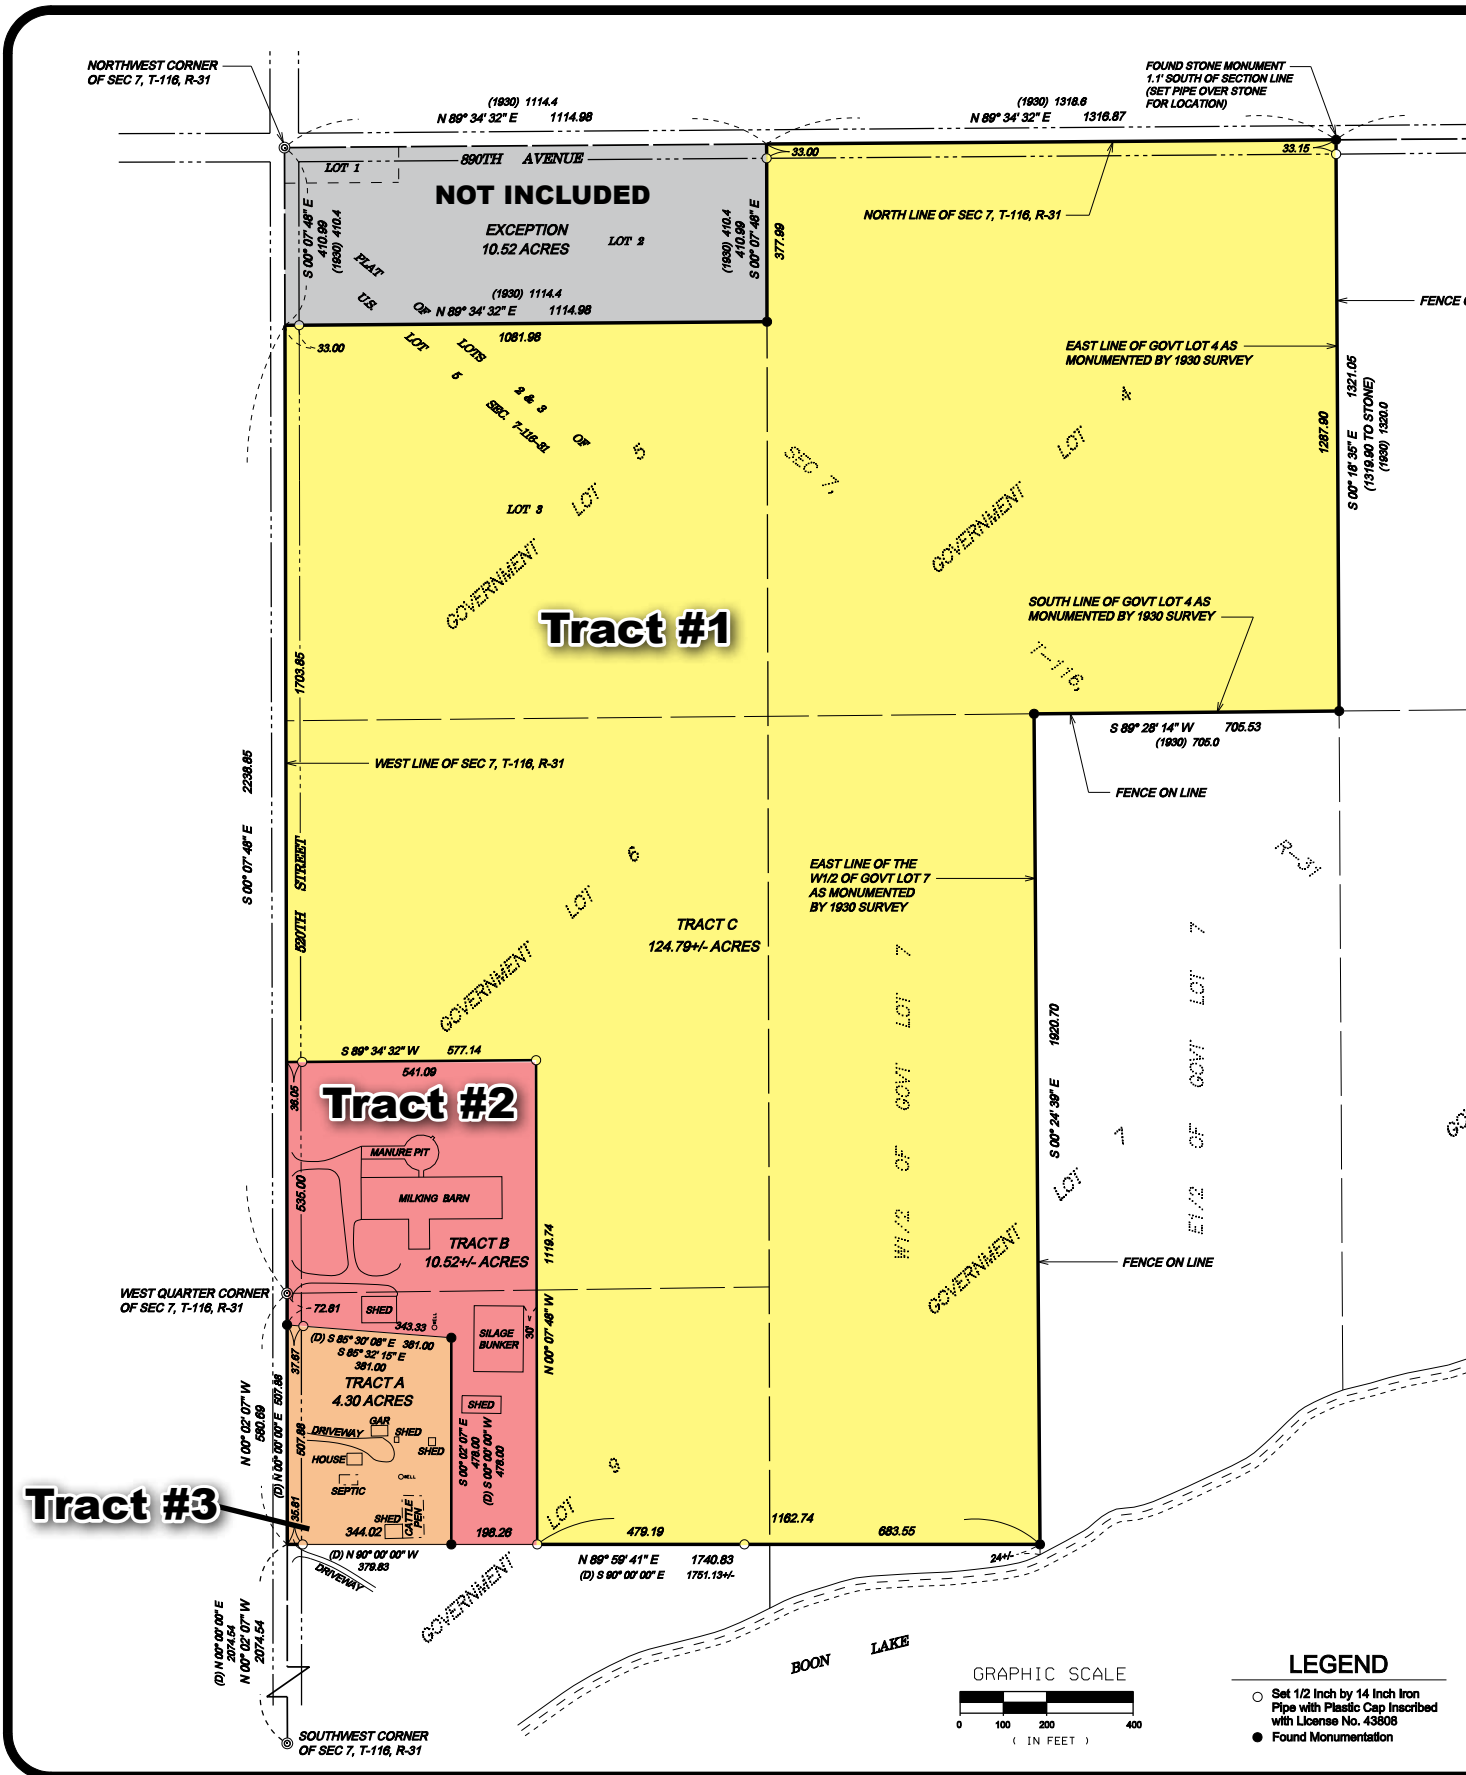 NORTHWEST CORNER
OF SEC 7, T-116, R-31
(1930) 1114.4
N 89° 34' 32" E 1114.98
(1930) 1318.6
N 89° 34' 32" E 1316.87
FOUND STONE MONUMENT
1.1' SOUTH OF SECTION LINE
(SET PIPE OVER STONE
FOR LOCATION)
890TH AVENUE
LOT 1
33.00
33.15
NOT INCLUDED
EXCEPTION
10.52 ACRES
LOT 2
S 00° 07' 48" E
410.99
(1930) 410.4
(1930) 410.4
410.99
S 00° 07' 48" E
377.99
NORTH LINE OF SEC 7, T-116, R-31
PLAT OF LOTS 2 & 3 OF
U.S. LOT 5 SEC. 7-116-31
(1930) 1114.4
N 89° 34' 32" E 1114.98
1081.98
33.00
FENCE
EAST LINE OF GOVT LOT 4 AS
MONUMENTED BY 1930 SURVEY
1287.90
S 00° 18' 35" E 1321.05
(1319.90 TO STONE)
(1930) 1320.0
GOVERNMENT LOT 5
LOT 3
SEC 7,
GOVERNMENT LOT 4
Tract #1
SOUTH LINE OF GOVT LOT 4 AS
MONUMENTED BY 1930 SURVEY
T-116,
1703.85
S 89° 28' 14" W 705.53
(1930) 705.0
WEST LINE OF SEC 7, T-116, R-31
FENCE ON LINE
S 00° 07' 48" E 2238.85
520TH STREET
GOVERNMENT LOT 6
EAST LINE OF THE
W1/2 OF GOVT LOT 7
AS MONUMENTED
BY 1930 SURVEY
R-31
TRACT C
124.79+/- ACRES
W1/2 OF GOVT LOT 7
S 00° 24' 39" E 1920.70
E1/2 OF GOVT LOT 7
GOVERNMENT LOT 7
S 89° 34' 32" W 577.14
541.09
36.05
Tract #2
MANURE PIT
MILKING BARN
535.00
TRACT B
10.52+/- ACRES
1119.74
N 00° 07' 48" W
30'
FENCE ON LINE
WEST QUARTER CORNER
OF SEC 7, T-116, R-31
72.81
SHED
WELL
SILAGE
BUNKER
343.33
(D) S 85° 30' 08" E 381.00
S 85° 32' 15" E
381.00
37.67
TRACT A
4.30 ACRES
SHED
N 00° 02' 07" W
580.69
(D) N 00° 00' 00" E 507.88
507.88
DRIVEWAY
GAR
SHED
SHED
HOUSE
SEPTIC
WELL
S 00° 02' 07" E
478.00
(D) S 00° 00' 00" W
478.00
GOVERNMENT LOT 9
Tract #3
35.81
SHED
CATTLE
PEN
344.02
198.26
479.19
1162.74
683.55
(D) N 90° 00' 00" W
379.83
DRIVEWAY
N 89° 59' 41" E 1740.83
(D) S 90° 00' 00" E 1751.13+/-
24+/-
(D) N 00° 00' 00" E
2074.54
N 00° 02' 07" W
2074.54
BOON LAKE
SOUTHWEST CORNER
OF SEC 7, T-116, R-31
GRAPHIC SCALE
0 100 200 400
( IN FEET )
LEGEND
Set 1/2 Inch by 14 Inch Iron
Pipe with Plastic Cap Inscribed
with License No. 43808
Found Monumentation